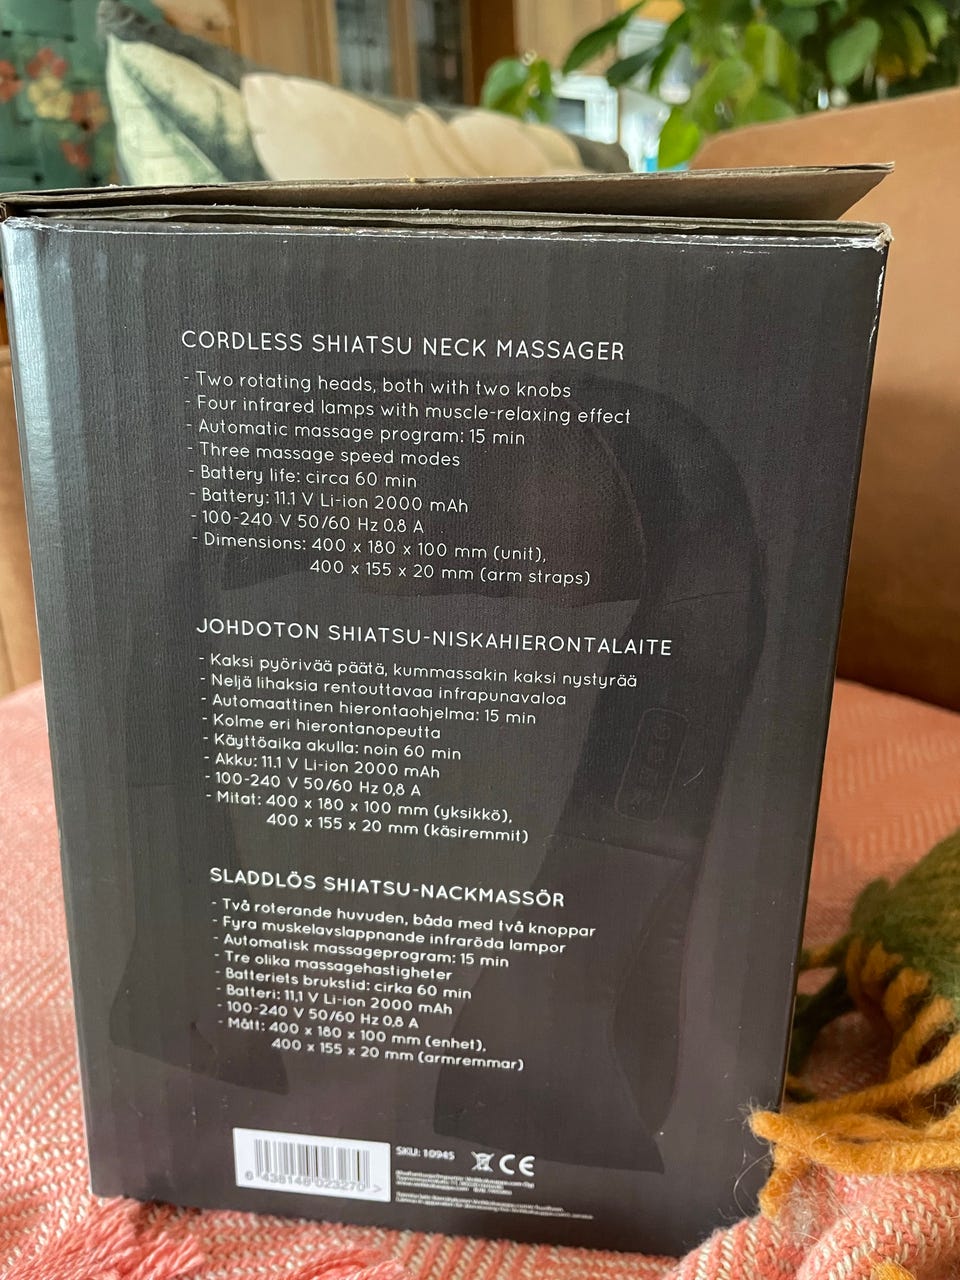 CORDLESS SHIATSU NECK MASSAGER
- Two rotating heads, both with two knobs
- Four infrared lamps with muscle-relaxing effect
- Automatic massage program: 15 min
- Three massage speed modes
- Battery life: circa 60 min
- Battery: 11.1 V Li-ion 2000 mAh
- 100-240 V 50/60 Hz 0.8 A
- Dimensions: 400 x 180 x 100 mm (unit),
400 x 155 x 20 mm (arm straps)
JOHDOTON SHIATSU-NISKAHIERONTALAITE
- Kaksi pyörivää päätä, kummassakin kaksi nystyrää
- Neljä lihaksia rentouttavaa infrapunavaloa
- Automaattinen hierontaohjelma: 15 min
- Kolme eri hierontanopeutta
- Käyttöaika akulla: noin 60 min
- Akku: 11.1 V Li-ion 2000 mAh
- 100-240 V 50/60 Hz 0,8 A
- Mitat: 400 x 180 x 100 mm (yksikkö),
400 x 155 x 20 mm (käsiremmit)
SLADDLÖS SHIATSU-NACKMASSÖR
- Två roterande huvuden, båda med två knoppar
- Fyra muskelavslappnande infraröda lampor
- Automatisk massageprogram: 15 min
- Tre olika massagehastigheter
- Batteriets brukstid: cirka 60 min
- Batteri: 11,1 V Li-ion 2000 mAh
- 100-240 V 50/60 Hz 0,8 A
- Mått: 400 x 180 x 100 mm (enhet),
400 x 155 x 20 mm (armremmar)
SKU: 10945
CE
6 438146 023270 >